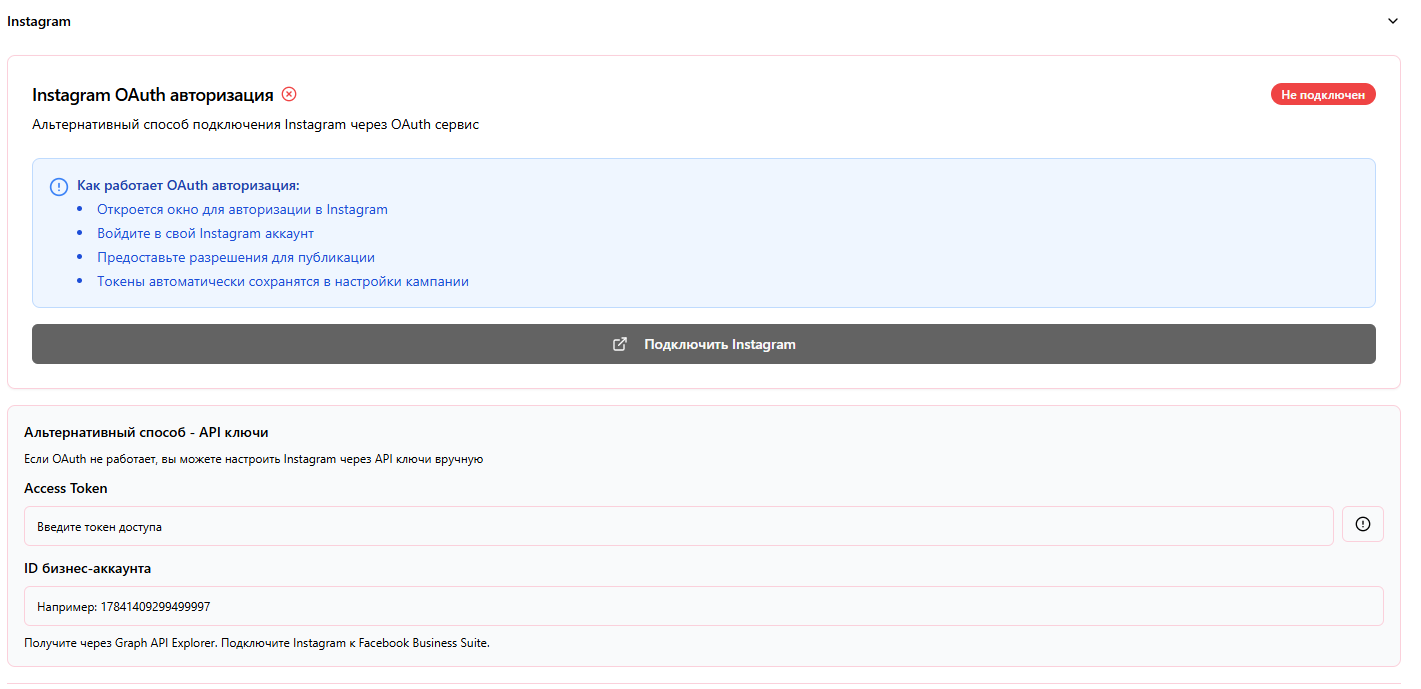 Instagram
Instagram OAuth авторизация
Не подключен
Альтернативный способ подключения Instagram через OAuth сервис
Как работает OAuth авторизация:
• Откроется окно для авторизации в Instagram
• Войдите в свой Instagram аккаунт
• Предоставьте разрешения для публикации
• Токены автоматически сохранятся в настройки кампании
Подключить Instagram
Альтернативный способ - API ключи
Если OAuth не работает, вы можете настроить Instagram через API ключи вручную
Access Token
Введите токен доступа
ID бизнес-аккаунта
Например: 17841409299499997
Получите через Graph API Explorer. Подключите Instagram к Facebook Business Suite.